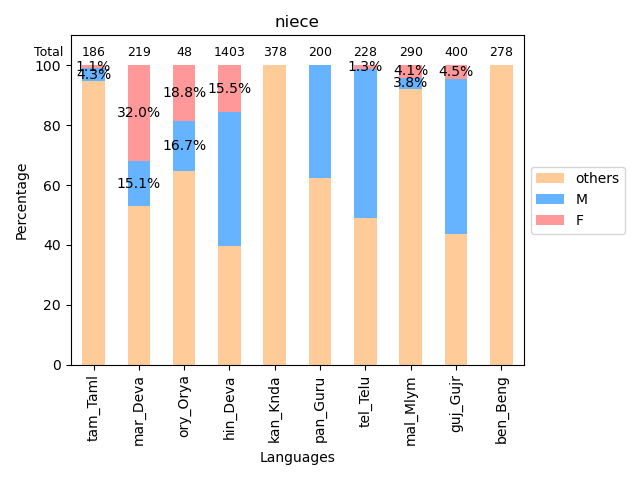 niece
Total 186 219 48 1403 378 200 228 290 400 278
100
80
60
40
20
0
Percentage
1.1%
4.3%
32.0%
15.1%
18.8%
16.7%
15.5%
1.3%
4.1%
3.8%
4.5%
tam_Taml
mar_Deva
ory_Orya
hin_Deva
kan_Knda
pan_Guru
tel_Telu
mal_Mlym
guj_Gujr
ben_Beng
Languages
others
M
F